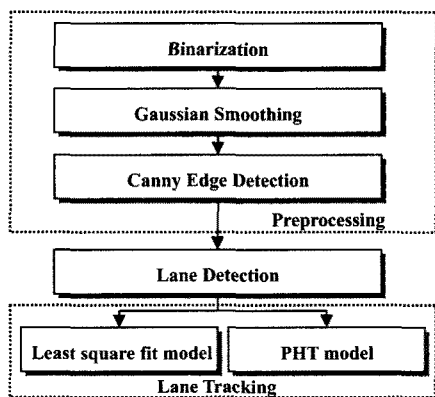 Binarization
Gaussian Smoothing
Canny Edge Detection
Preprocessing
Lane Detection
Least square fit model
PHT model
Lane Tracking